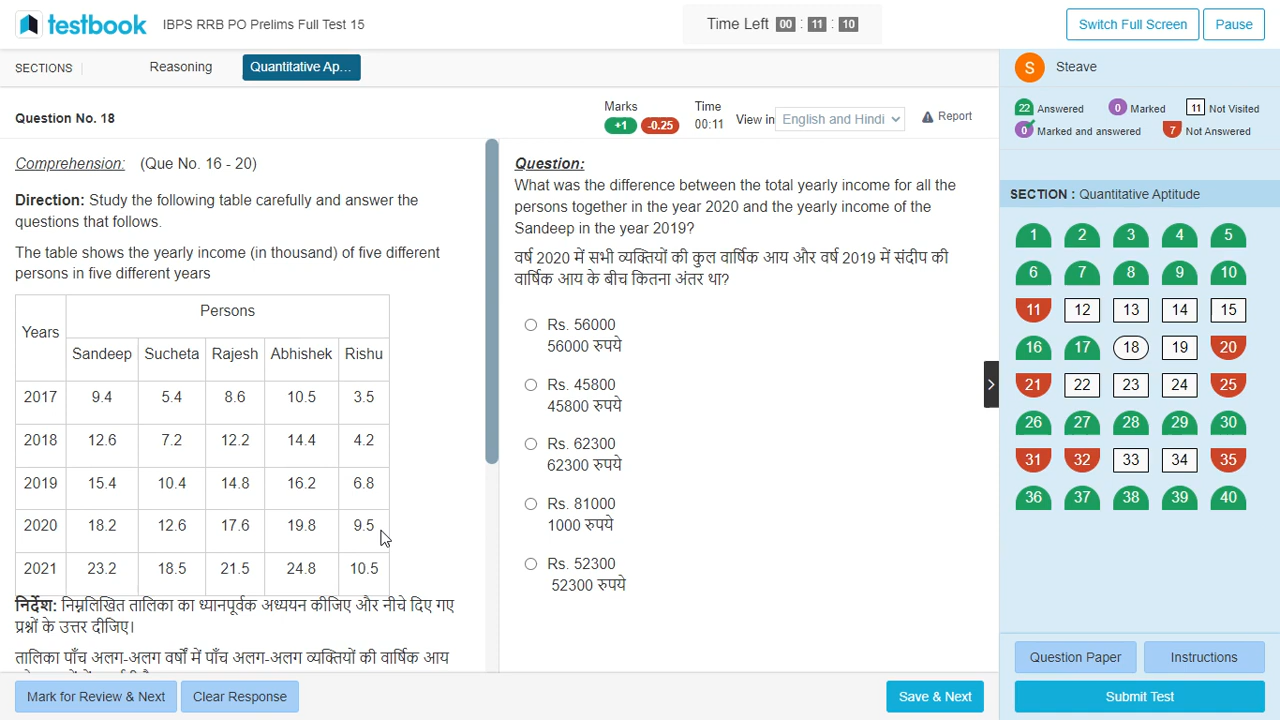 testbook
IBPS RRB PO Prelims Full Test 15
Time Left 00 : 11 : 10
Switch Full Screen
Pause
SECTIONS
Reasoning
Quantitative Ap...
Steave
Question No. 18
Marks
+1 -0.25
Time
00:11
View in English and Hindi
Report
22 Answered
0 Marked
11 Not Visited
0 Marked and answered
7 Not Answered
Comprehension: (Que No. 16 - 20)
Direction: Study the following table carefully and answer the
questions that follows.
The table shows the yearly income (in thousand) of five different
persons in five different years
Years Persons
Sandeep Sucheta Rajesh Abhishek Rishu
2017 9.4 5.4 8.6 10.5 3.5
2018 12.6 7.2 12.2 14.4 4.2
2019 15.4 10.4 14.8 16.2 6.8
2020 18.2 12.6 17.6 19.8 9.5
2021 23.2 18.5 21.5 24.8 10.5
निर्देश: निम्नलिखित तालिका का ध्यानपूर्वक अध्ययन कीजिए और नीचे दिए गए
प्रश्नों के उत्तर दीजिए।
तालिका पाँच अलग-अलग वर्षों में पाँच अलग-अलग व्यक्तियों की वार्षिक आय
Question:
What was the difference between the total yearly income for all the
persons together in the year 2020 and the yearly income of the
Sandeep in the year 2019?
वर्ष 2020 में सभी व्यक्तियों की कुल वार्षिक आय और वर्ष 2019 में संदीप की
वार्षिक आय के बीच कितना अंतर था?
Rs. 56000
56000 रुपये
Rs. 45800
45800 रुपये
Rs. 62300
62300 रुपये
Rs. 81000
1000 रुपये
Rs. 52300
52300 रुपये
SECTION : Quantitative Aptitude
1 2 3 4 5
6 7 8 9 10
11 12 13 14 15
16 17 18 19 20
21 22 23 24 25
26 27 28 29 30
31 32 33 34 35
36 37 38 39 40
Question Paper
Instructions
Mark for Review & Next
Clear Response
Save & Next
Submit Test